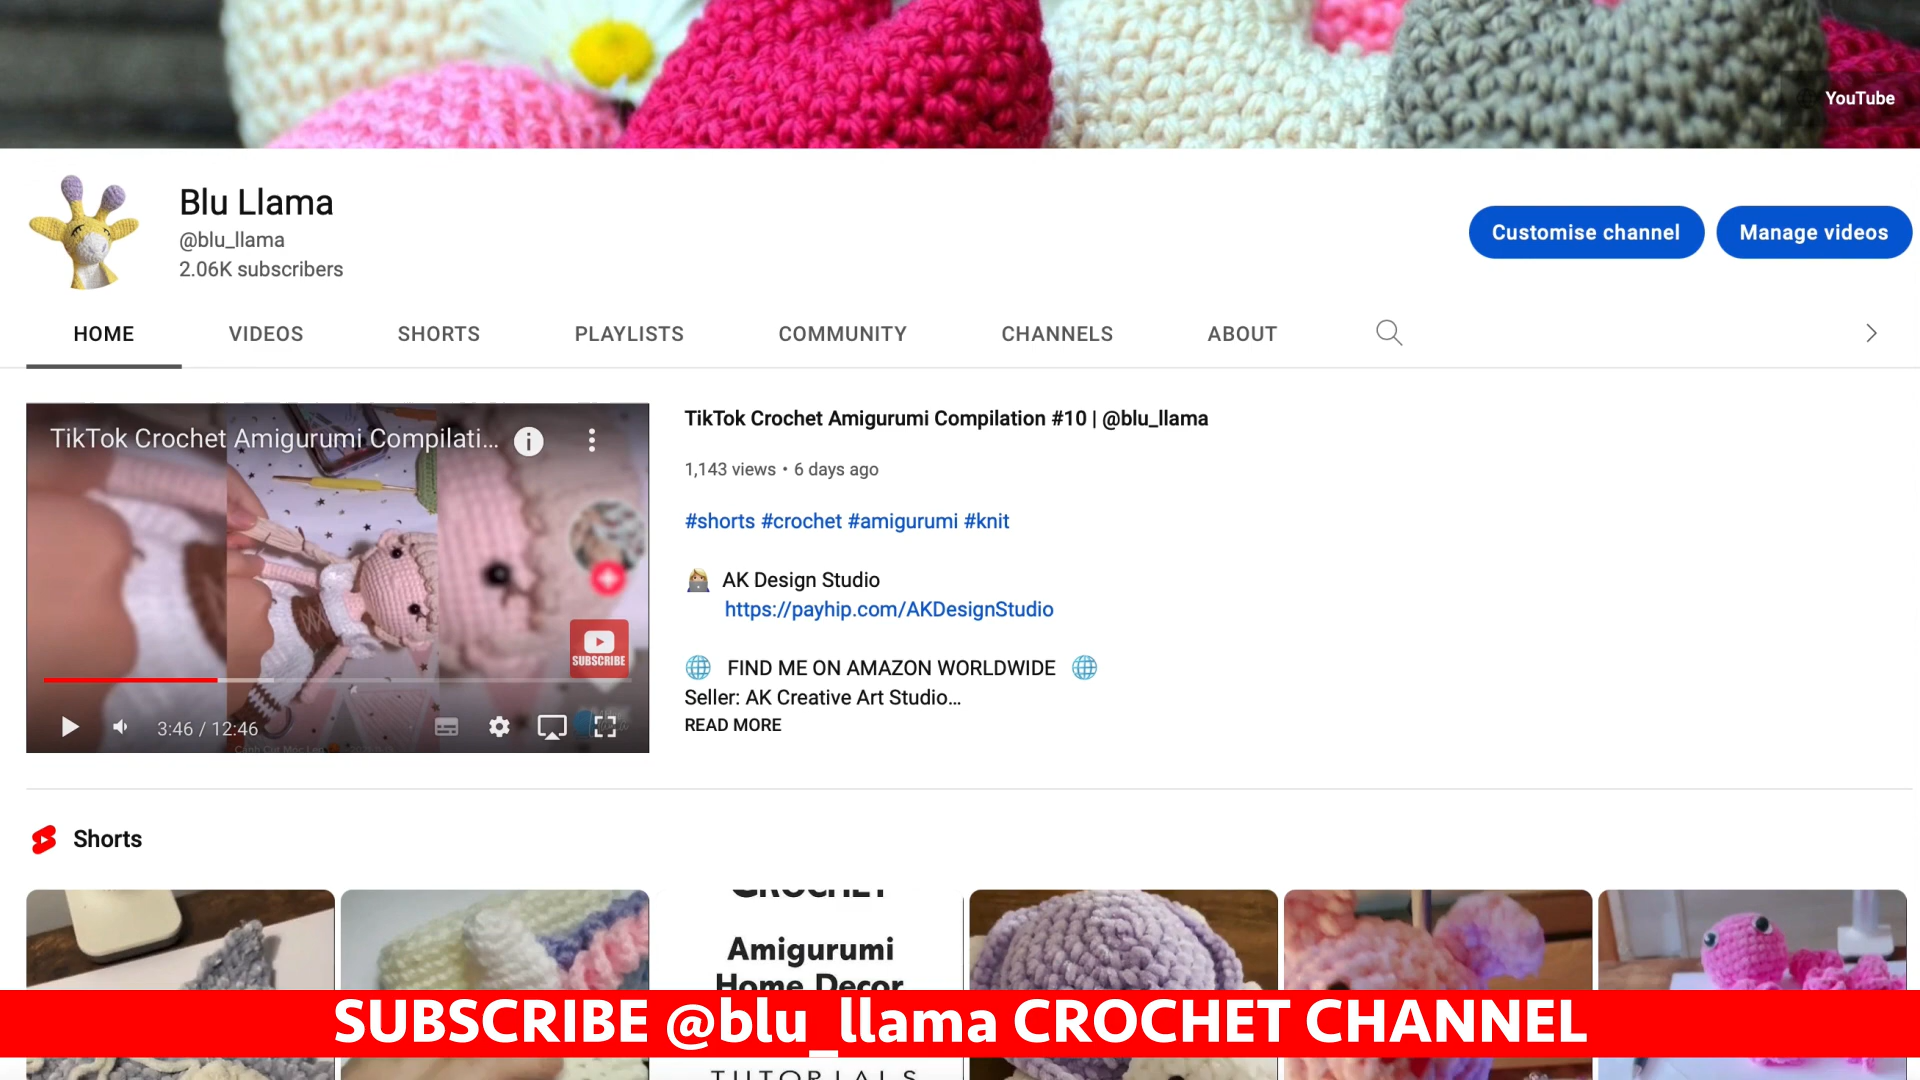 YouTube
Blu Llama
@blu_llama
2.06K subscribers
Customise channel
Manage videos
HOME
VIDEOS
SHORTS
PLAYLISTS
COMMUNITY
CHANNELS
ABOUT
TikTok Crochet Amigurumi Compilati...
SUBSCRIBE
3:46 / 12:46
TikTok Crochet Amigurumi Compilation #10 | @blu_llama
1,143 views • 6 days ago
#shorts #crochet #amigurumi #knit
AK Design Studio
https://payhip.com/AKDesignStudio
FIND ME ON AMAZON WORLDWIDE
Seller: AK Creative Art Studio...
READ MORE
Shorts
CROCHET
Amigurumi
Home Decor
SUBSCRIBE @blu_llama CROCHET CHANNEL
TUTORIALS